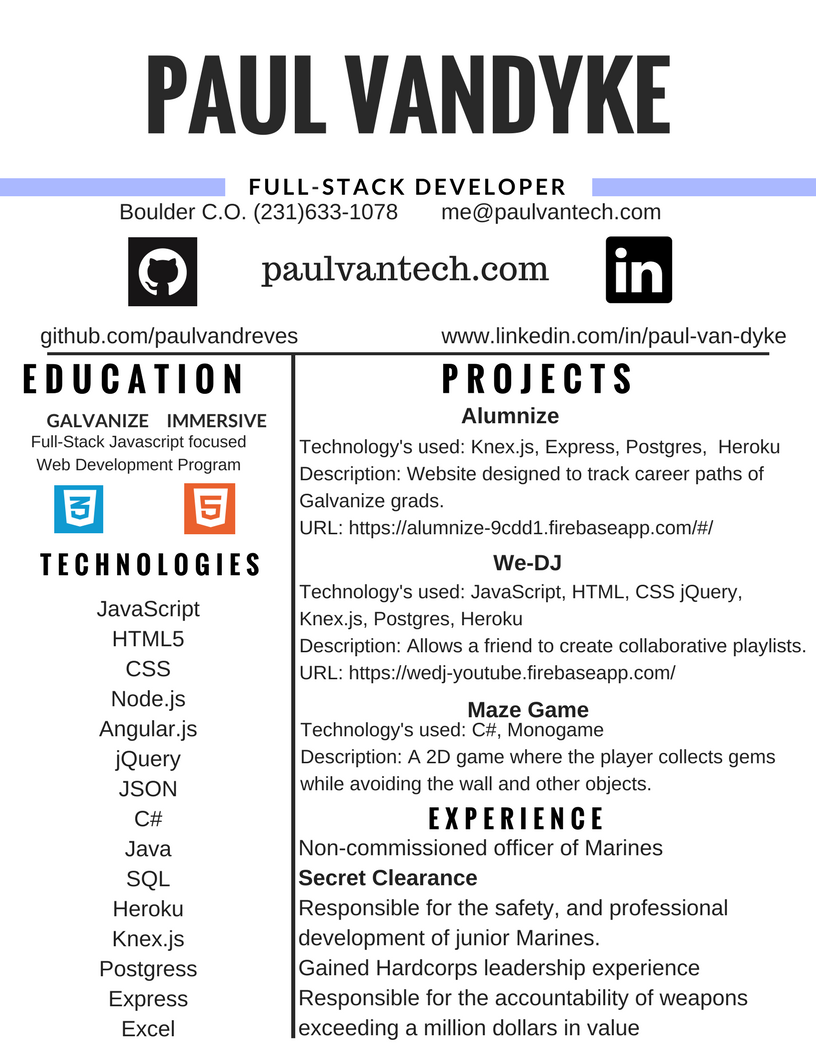 PAUL VANDYKE
FULL-STACK DEVELOPER
Boulder C.O. (231)633-1078 me@paulvantech.com
paulvantech.com
in
github.com/paulvandreves
www.linkedin.com/in/paul-van-dyke
EDUCATION
GALVANIZE IMMERSIVE
Full-Stack Javascript focused
Web Development Program
3
5
TECHNOLOGIES
JavaScript
HTML5
CSS
Node.js
Angular.js
jQuery
JSON
C#
Java
SQL
Heroku
Knex.js
Postgress
Express
Excel
PROJECTS
Alumnize
Technology's used: Knex.js, Express, Postgres, Heroku
Description: Website designed to track career paths of
Galvanize grads.
URL: https://alumnize-9cdd1.firebaseapp.com/#/
We-DJ
Technology's used: JavaScript, HTML, CSS jQuery,
Knex.js, Postgres, Heroku
Description: Allows a friend to create collaborative playlists.
URL: https://wedj-youtube.firebaseapp.com/
Maze Game
Technology's used: C#, Monogame
Description: A 2D game where the player collects gems
while avoiding the wall and other objects.
EXPERIENCE
Non-commissioned officer of Marines
Secret Clearance
Responsible for the safety, and professional
development of junior Marines.
Gained Hardcorps leadership experience
Responsible for the accountability of weapons
exceeding a million dollars in value